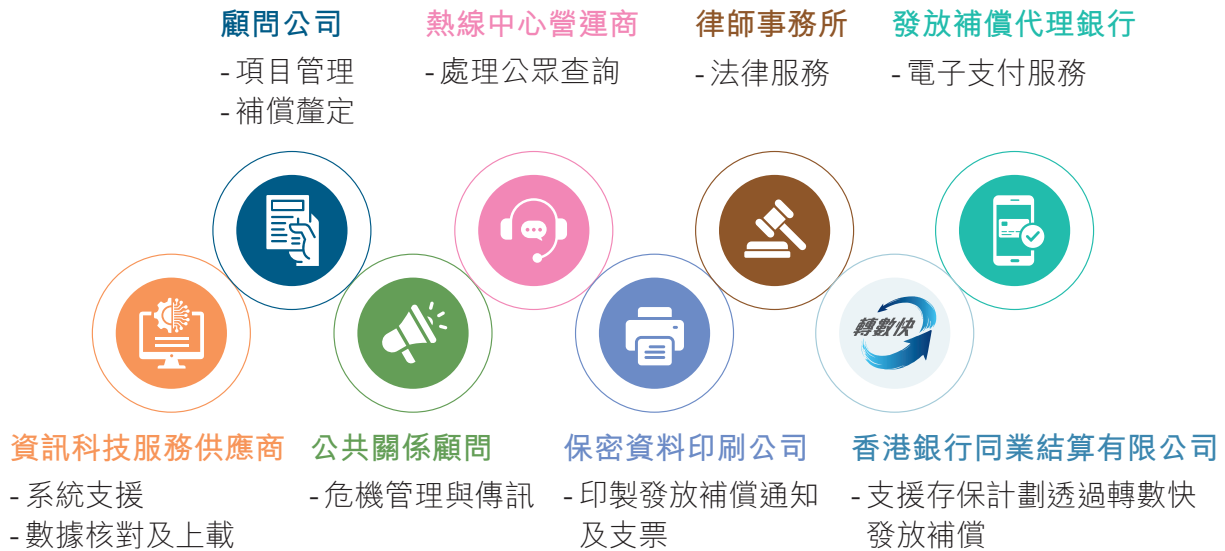 顧問公司
- 項目管理
- 補償釐定
熱線中心營運商
- 處理公眾查詢
律師事務所
- 法律服務
發放補償代理銀行
- 電子支付服務
轉數快
資訊科技服務供應商
- 系統支援
- 數據核對及上載
公共關係顧問
- 危機管理與傳訊
保密資料印刷公司
- 印製發放補償通知
及支票
香港銀行同業結算有限公司
- 支援存保計劃透過轉數快
發放補償